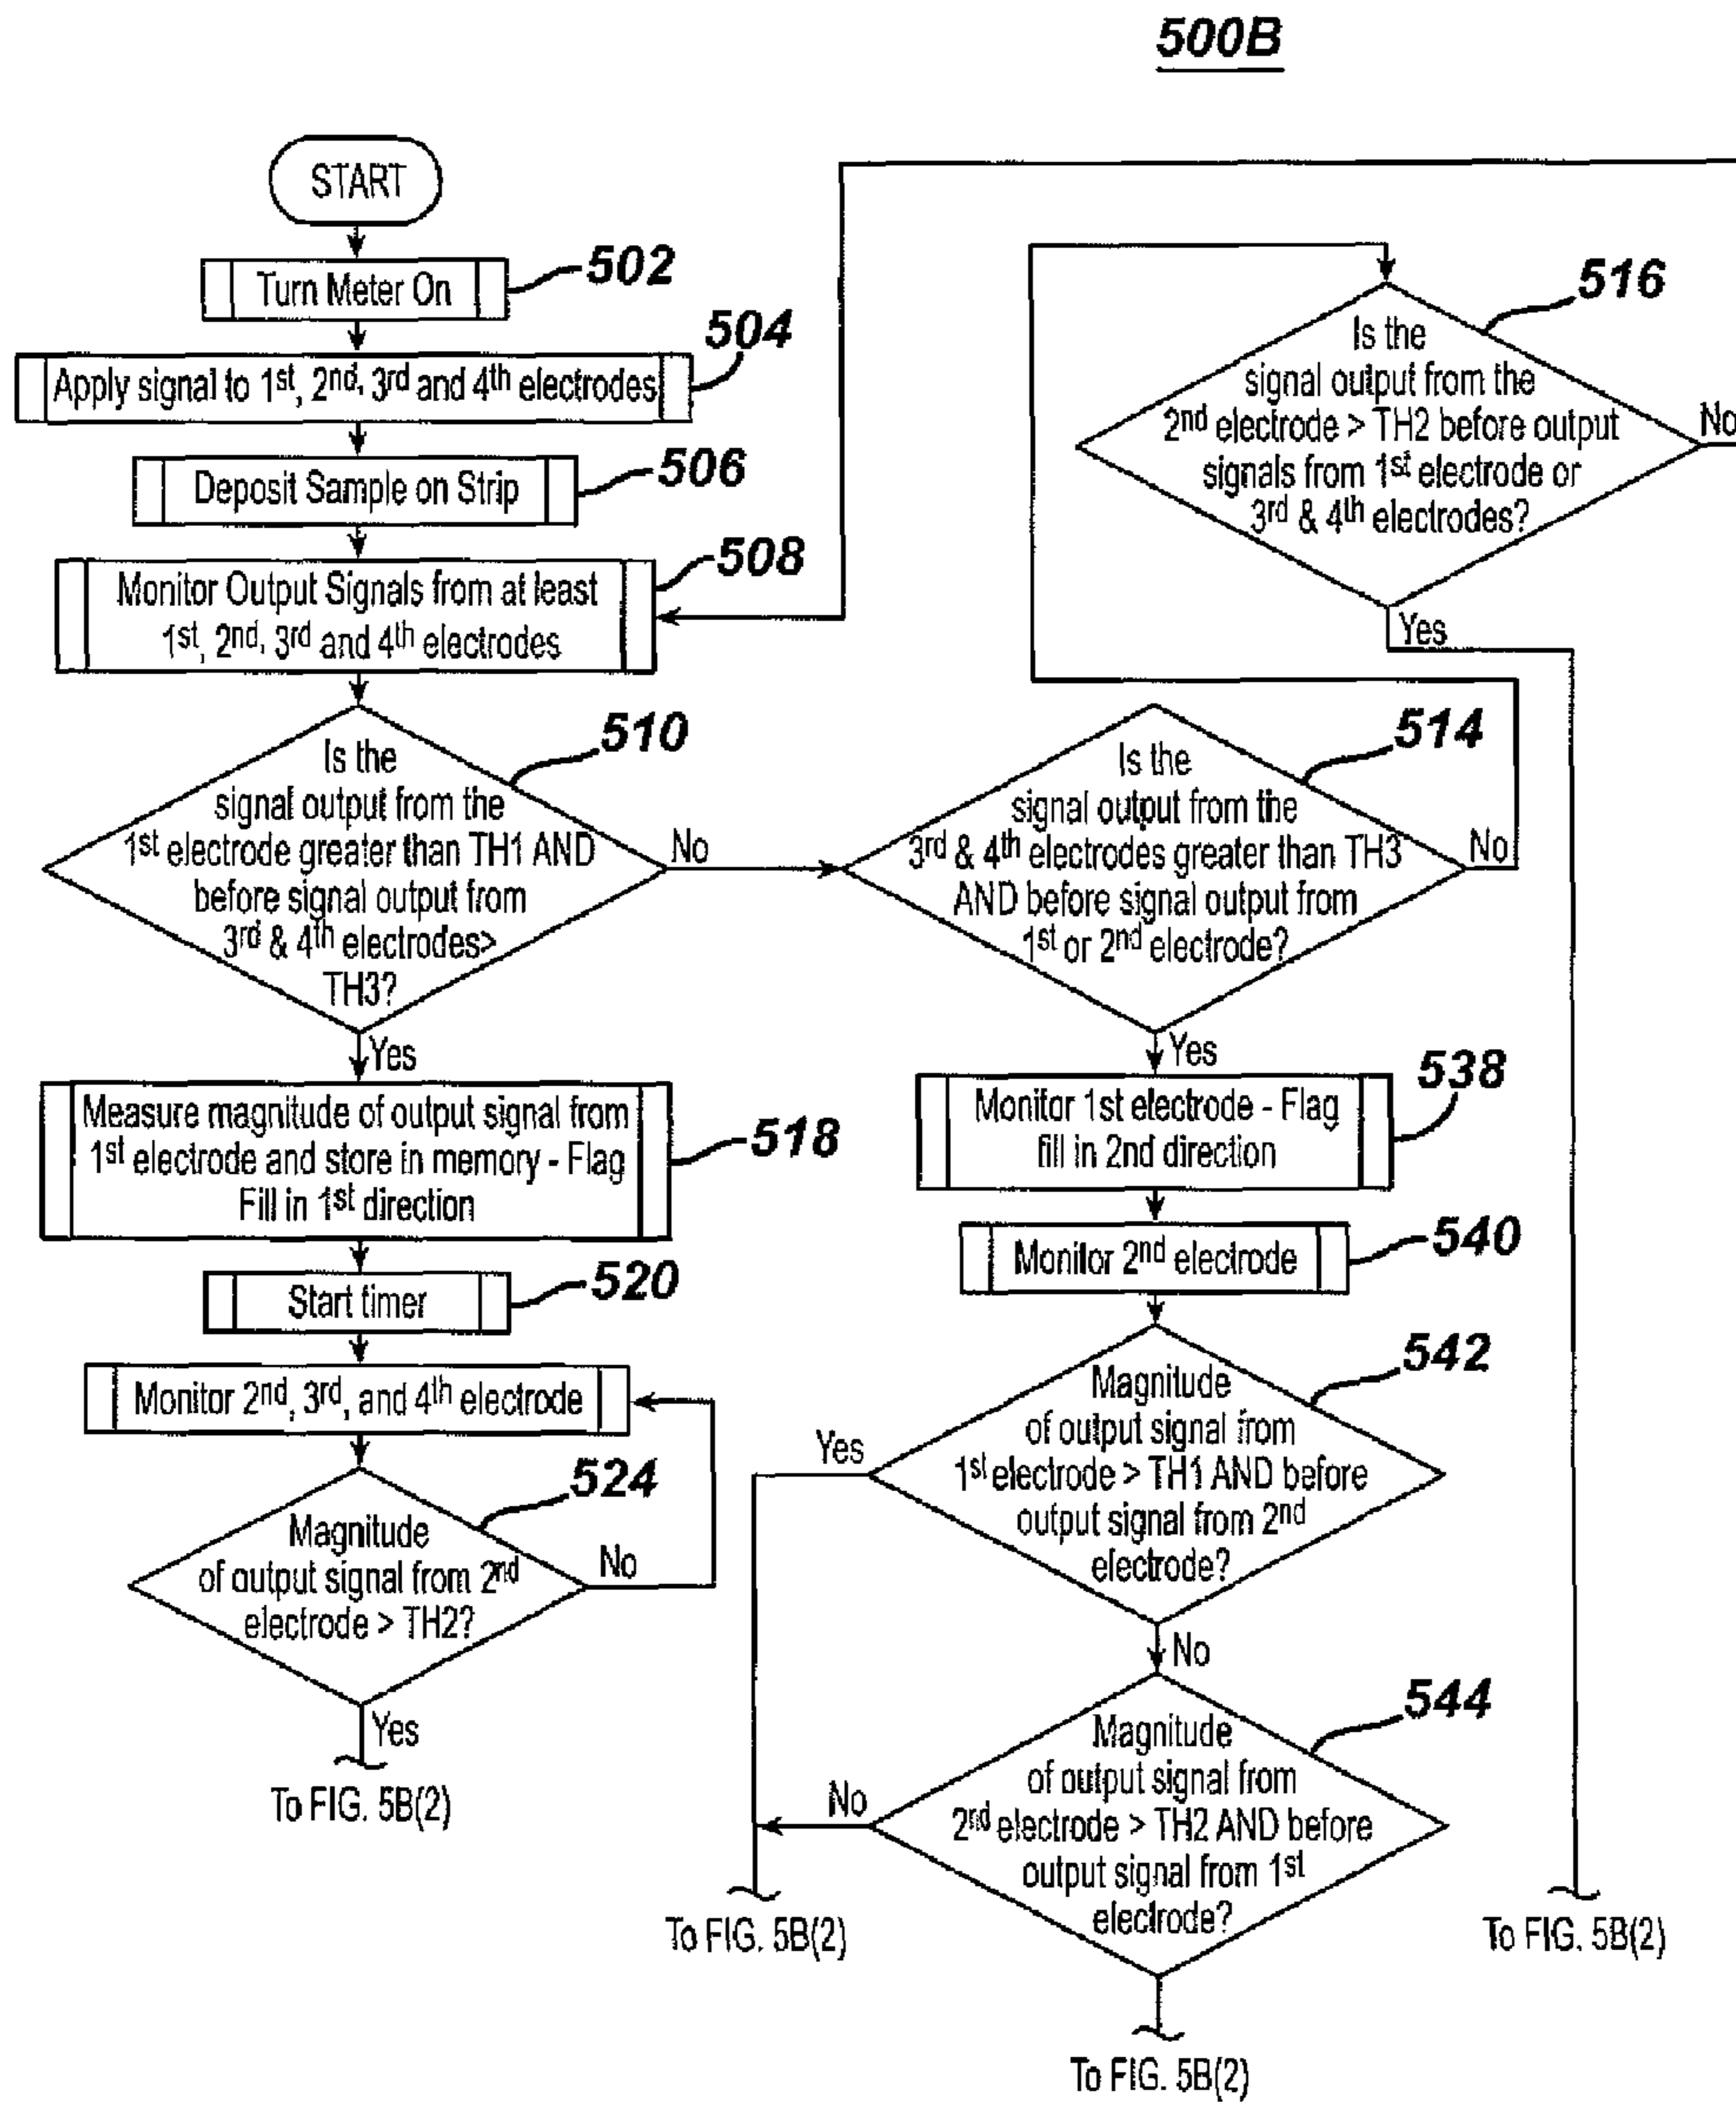 500B
START
Turn Meter On
502
Apply signal to 1st, 2nd, 3rd and 4th electrodes
504
Deposit Sample on Strip
506
Monitor Output Signals from at least
1st, 2nd, 3rd and 4th electrodes
508
Is the
signal output from the
1st electrode greater than TH1 AND
before signal output from
3rd & 4th electrodes>
TH3?
510
No
Yes
Is the
signal output from the
3rd & 4th electrodes greater than TH3
AND before signal output from
1st or 2nd electrode?
514
No
Yes
Is the
signal output from the
2nd electrode > TH2 before output
signals from 1st electrode or
3rd & 4th electrodes?
516
No
Yes
Measure magnitude of output signal from
1st electrode and store in memory - Flag
Fill in 1st direction
518
Start timer
520
Monitor 2nd, 3rd, and 4th electrode
Magnitude
of output signal from 2nd
electrode > TH2?
524
No
Yes
To FIG. 5B(2)
Monitor 1st electrode - Flag
fill in 2nd direction
538
Monitor 2nd electrode
540
Magnitude
of output signal from
1st electrode > TH1 AND before
output signal from 2nd
electrode?
542
Yes
No
Magnitude
of output signal from
2rd electrode > TH2 AND before
output signal from 1st
electrode?
544
No
To FIG. 5B(2)
To FIG. 5B(2)
To FIG. 5B(2)